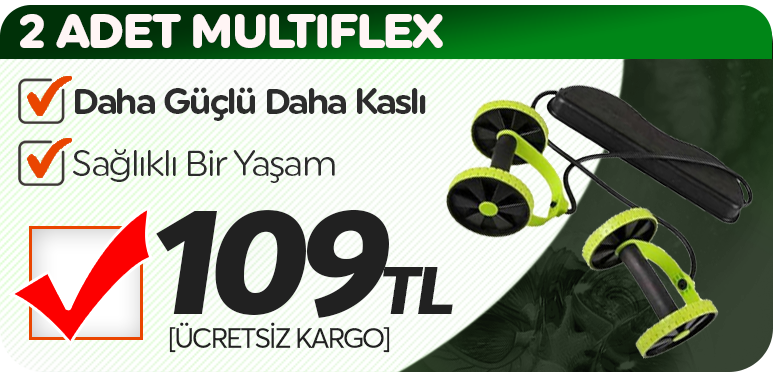 2 ADET MULTIFLEX
Daha Güçlü Daha Kaslı
Sağlıklı Bir Yaşam
109TL
[ÜCRETSİZ KARGO]